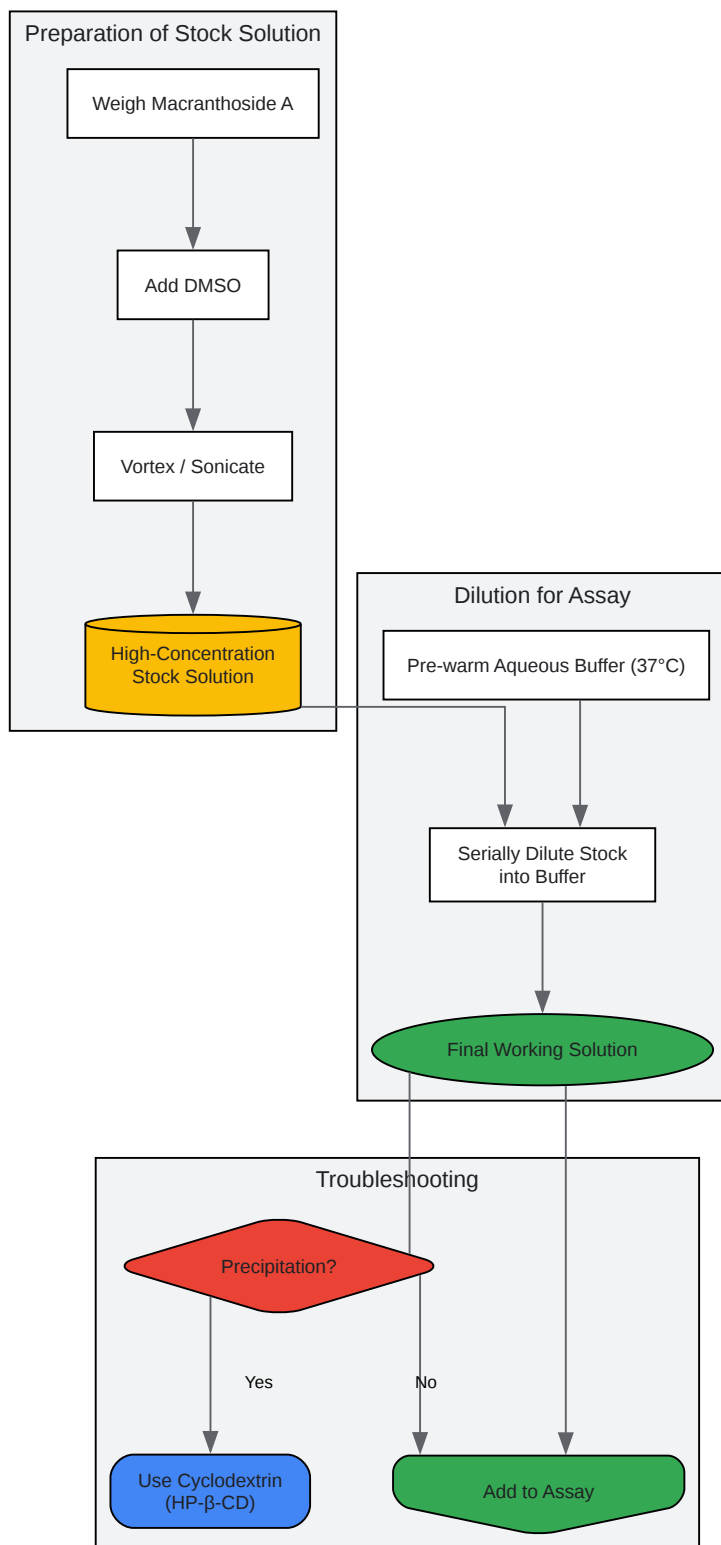 Preparation of Stock Solution
Weigh Macranthoside A
Add DMSO
Vortex / Sonicate
High-Concentration
Stock Solution
Dilution for Assay
Pre-warm Aqueous Buffer (37°C)
Serially Dilute Stock
into Buffer
Final Working Solution
Troubleshooting
Precipitation?
Yes
No
Use Cyclodextrin
(HP-β-CD)
Add to Assay